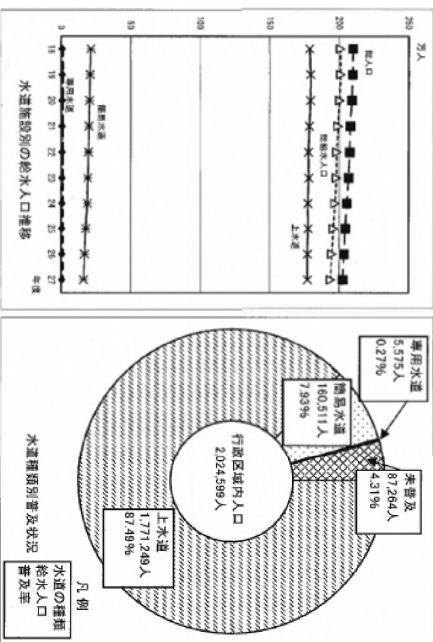 万人
250
200
150
100
50
0
総人口
総給水人口
上水道
簡易水道
専用水道
18 19 20 21 22 23 24 25 26 27
年度
水道施設別の給水人口推移
専用水道
5,575人
0.27%
未普及
87,264人
4.31%
簡易水道
160,511人
7.93%
行政区域内人口
2,024,599人
上水道
1,771,249人
87.49%
水道種類別普及状況
凡例
水道の種類
給水人口
普及率